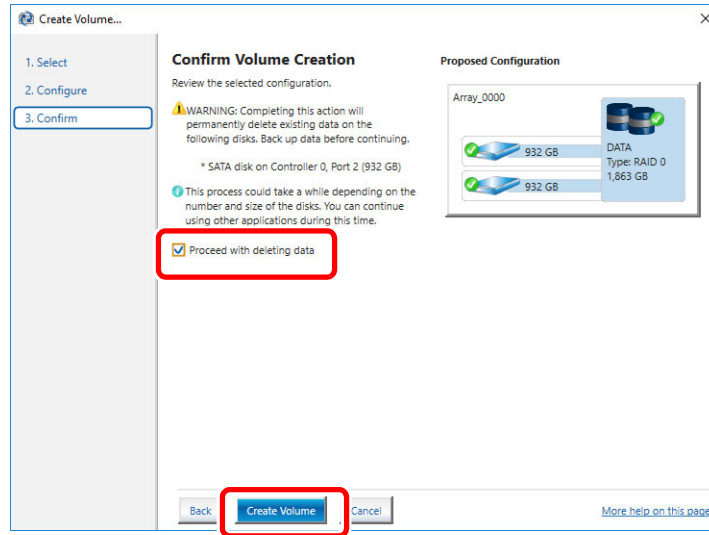 Create Volume...
1. Select
2. Configure
3. Confirm
Confirm Volume Creation
Review the selected configuration.
WARNING: Completing this action will
permanently delete existing data on the
following disks. Back up data before continuing.
* SATA disk on Controller 0, Port 2 (932 GB)
This process could take a while depending on the
number and size of the disks. You can continue
using other applications during this time.
Proceed with deleting data
Proposed Configuration
Array_0000
932 GB
932 GB
DATA
Type: RAID 0
1,863 GB
Back
Create Volume
Cancel
More help on this page